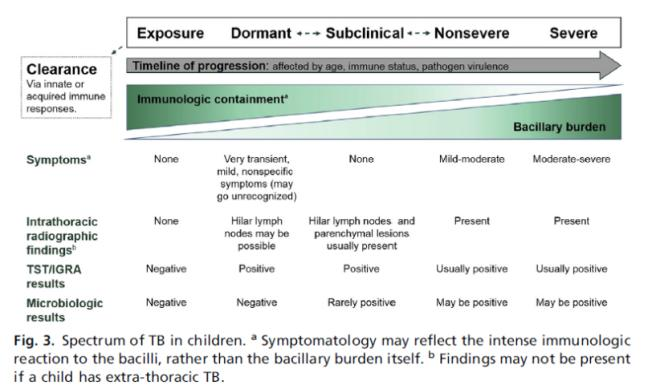 Exposure Dormant Subclinical Nonsevere Severe
Clearance
Via innate or
acquired immune
responses.
Timeline of progression: affected by age, immune status, pathogen virulence
Immunologic containmentᵃ
Bacillary burden
Symptomsᵃ
None
Very transient,
mild, nonspecific
symptoms (may
go unrecognized)
None
Mild-moderate
Moderate-severe
Intrathoracic
radiographic
findingsᵇ
None
Hilar lymph
nodes may be
possible
Hilar lymph nodes and
parenchymal lesions
usually present
Present
Present
TST/IGRA
results
Negative
Positive
Positive
Usually positive
Usually positive
Microbiologic
results
Negative
Negative
Rarely positive
May be positive
May be positive
Fig. 3. Spectrum of TB in children. ᵃ Symptomatology may reflect the intense immunologic
reaction to the bacilli, rather than the bacillary burden itself. ᵇ Findings may not be present
if a child has extra-thoracic TB.